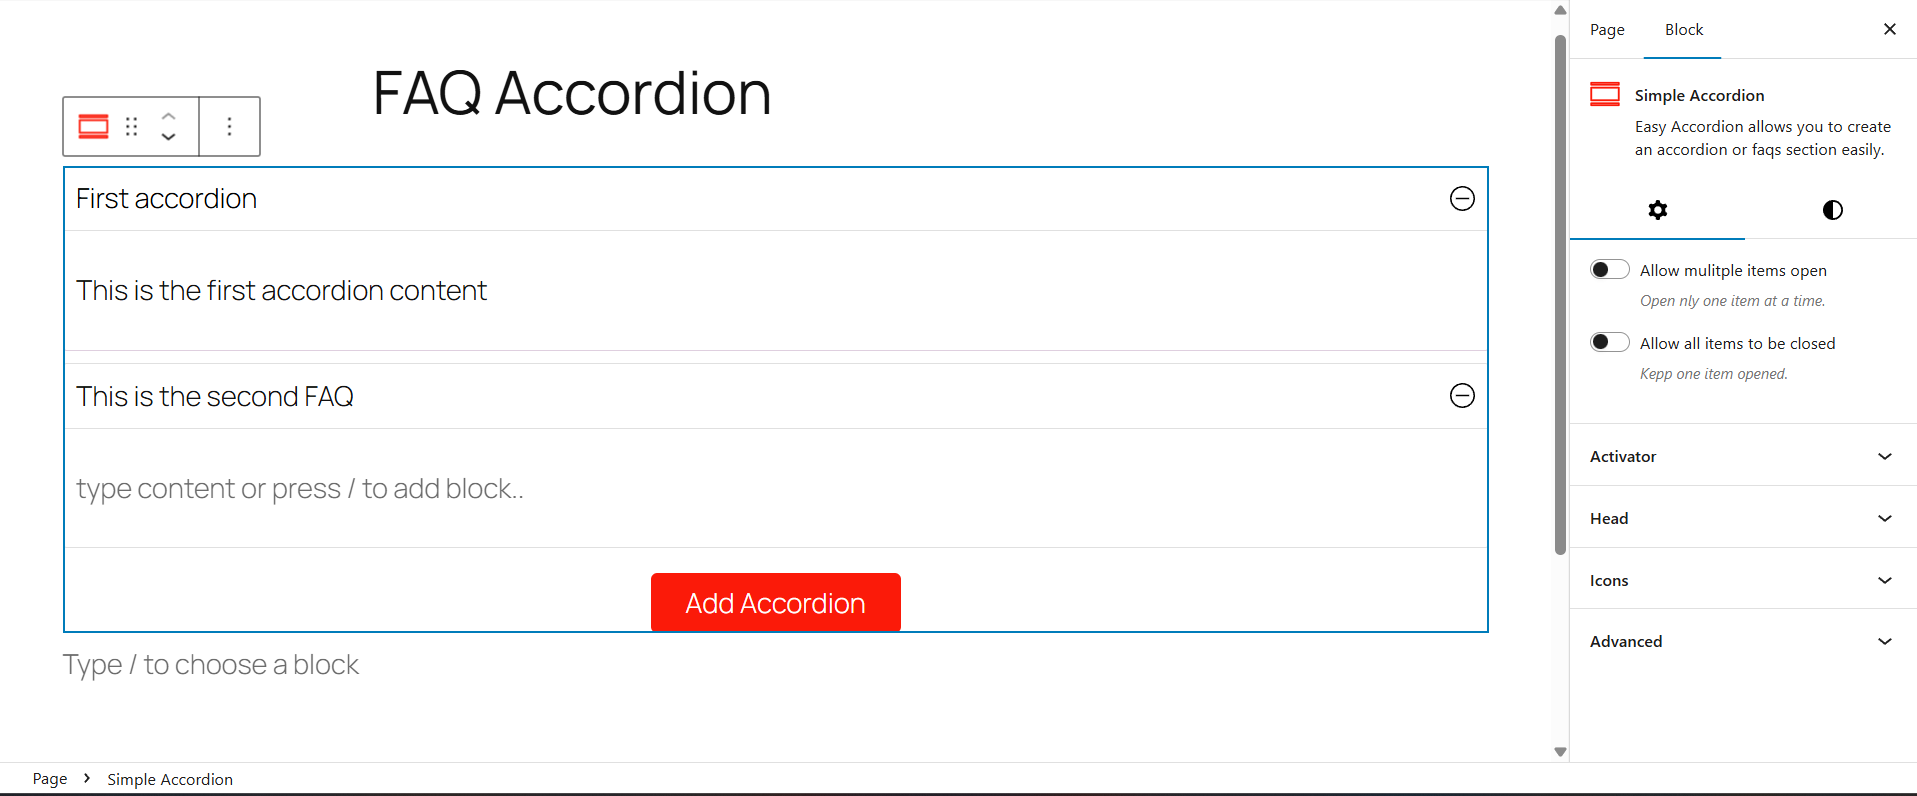 FAQ Accordion
First accordion
This is the first accordion content
This is the second FAQ
type content or press / to add block..
Add Accordion
Type / to choose a block
Page
Block
Simple Accordion
Easy Accordion allows you to create
an accordion or faqs section easily.
Allow mulitple items open
Open nly one item at a time.
Allow all items to be closed
Kepp one item opened.
Activator
Head
Icons
Advanced
Page › Simple Accordion